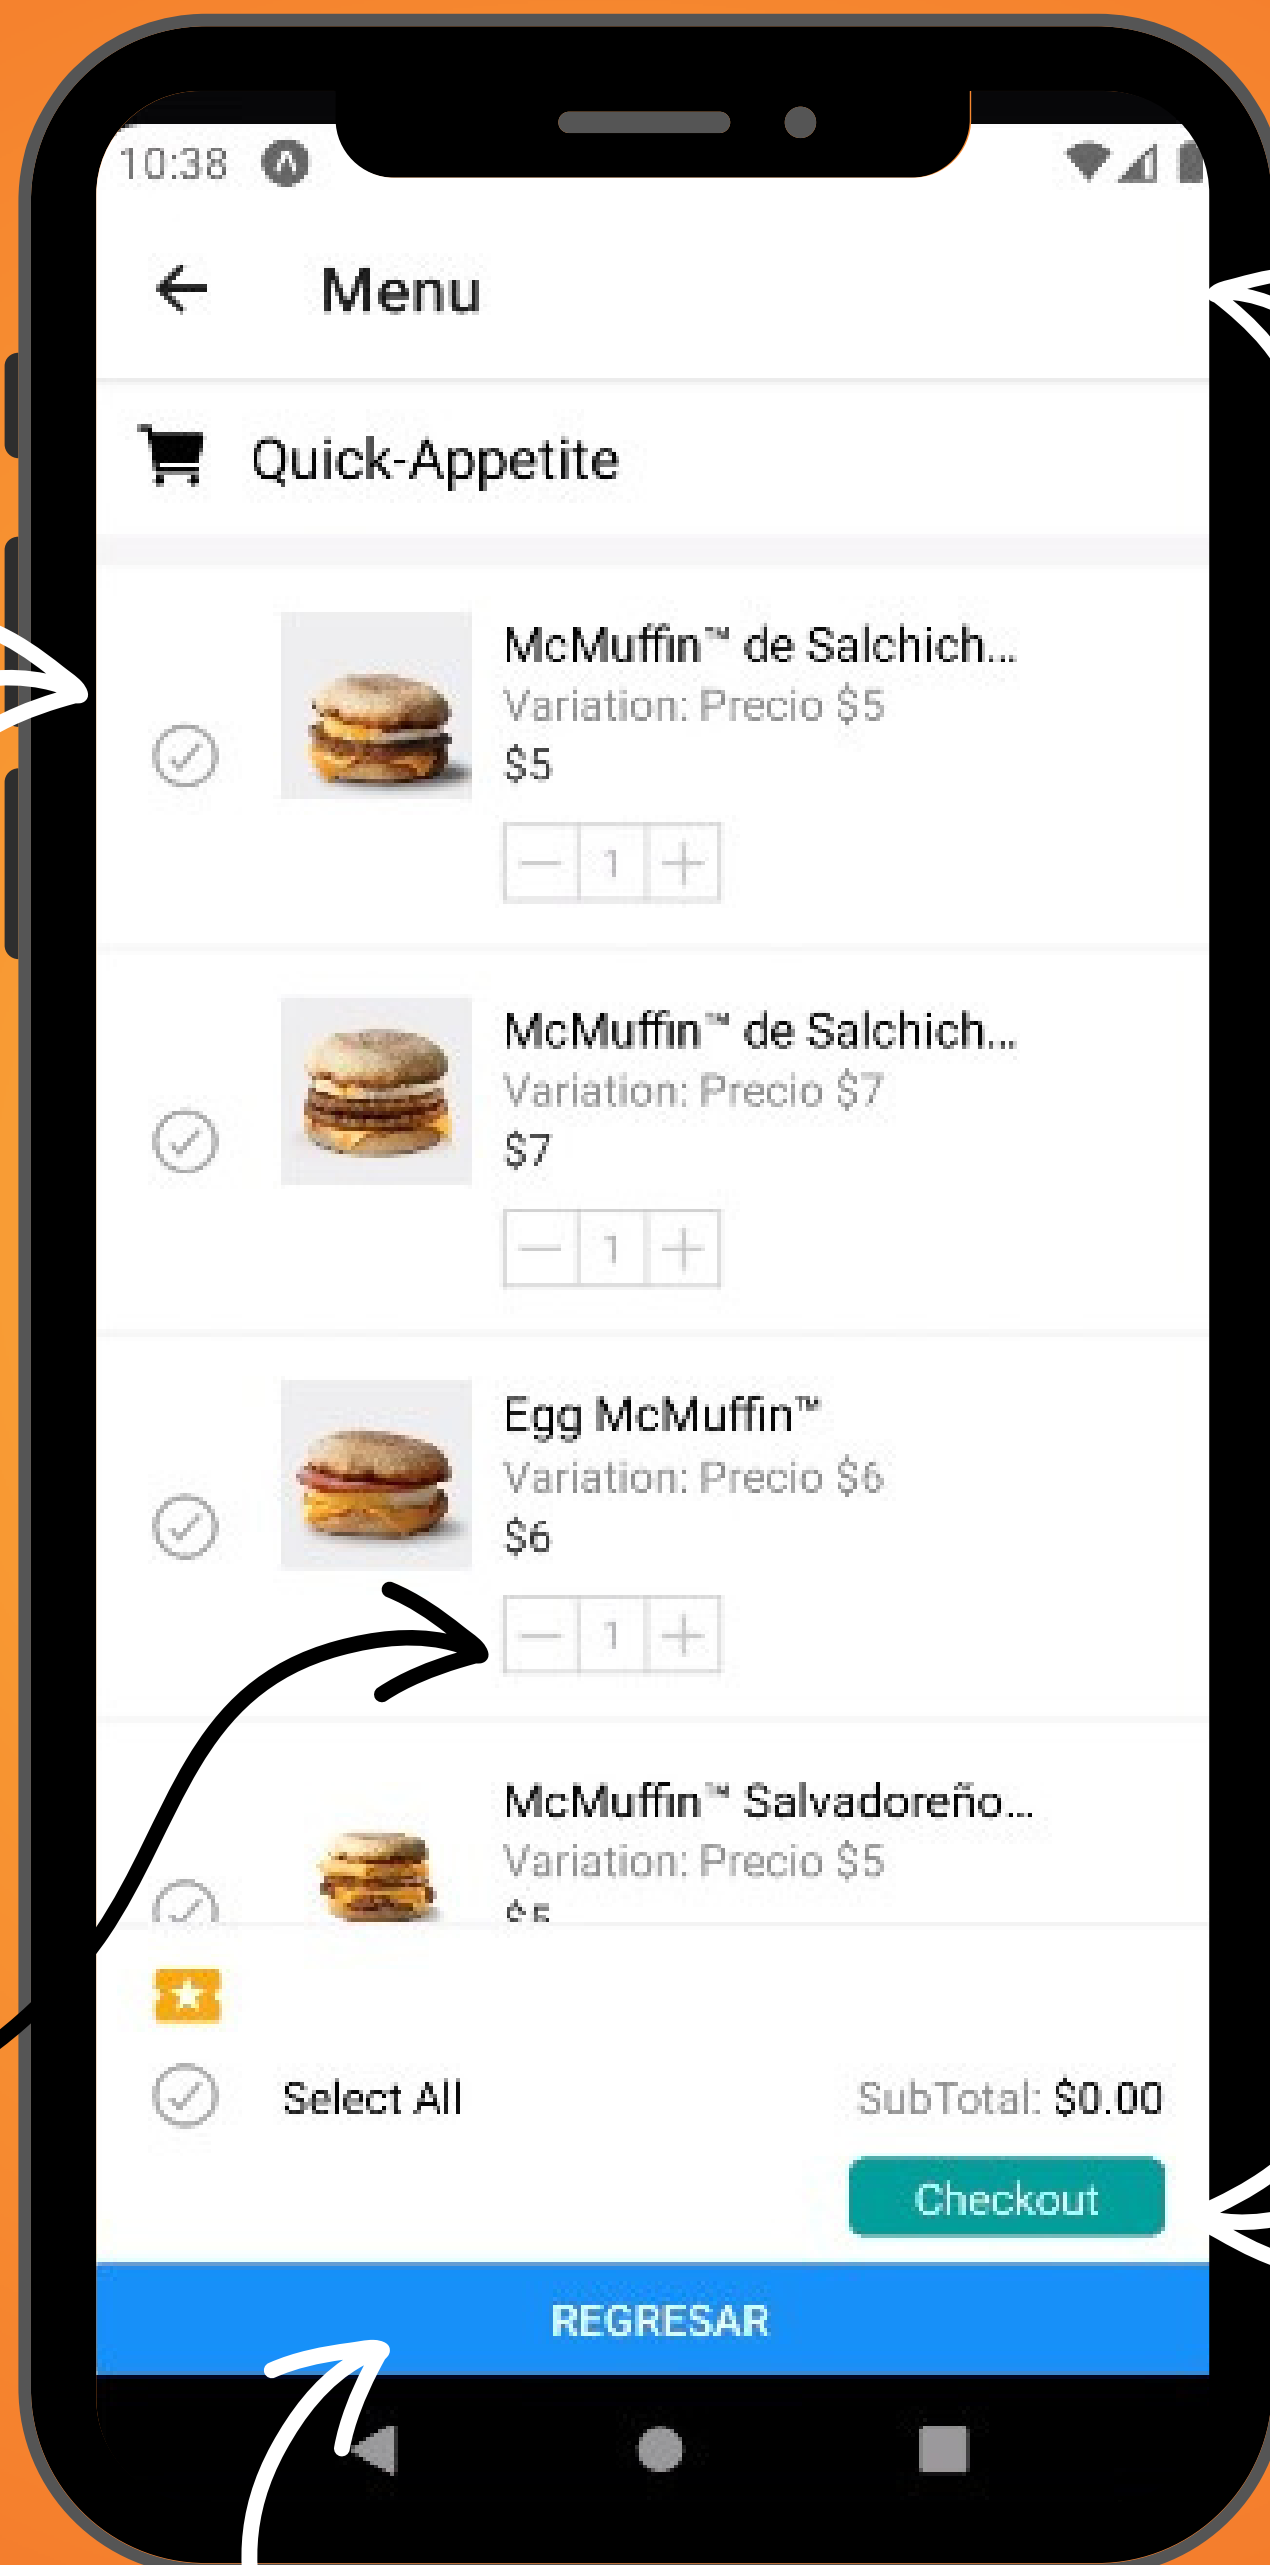 10:38
Menu
Quick-Appetite
McMuffin™ de Salchich...
Variation: Precio $5
$5
1
McMuffin™ de Salchich...
Variation: Precio $7
$7
1
Egg McMuffin™
Variation: Precio $6
$6
1
McMuffin™ Salvadoreño...
Variation: Precio $5
$5
Select All
SubTotal: $0.00
Checkout
REGRESAR